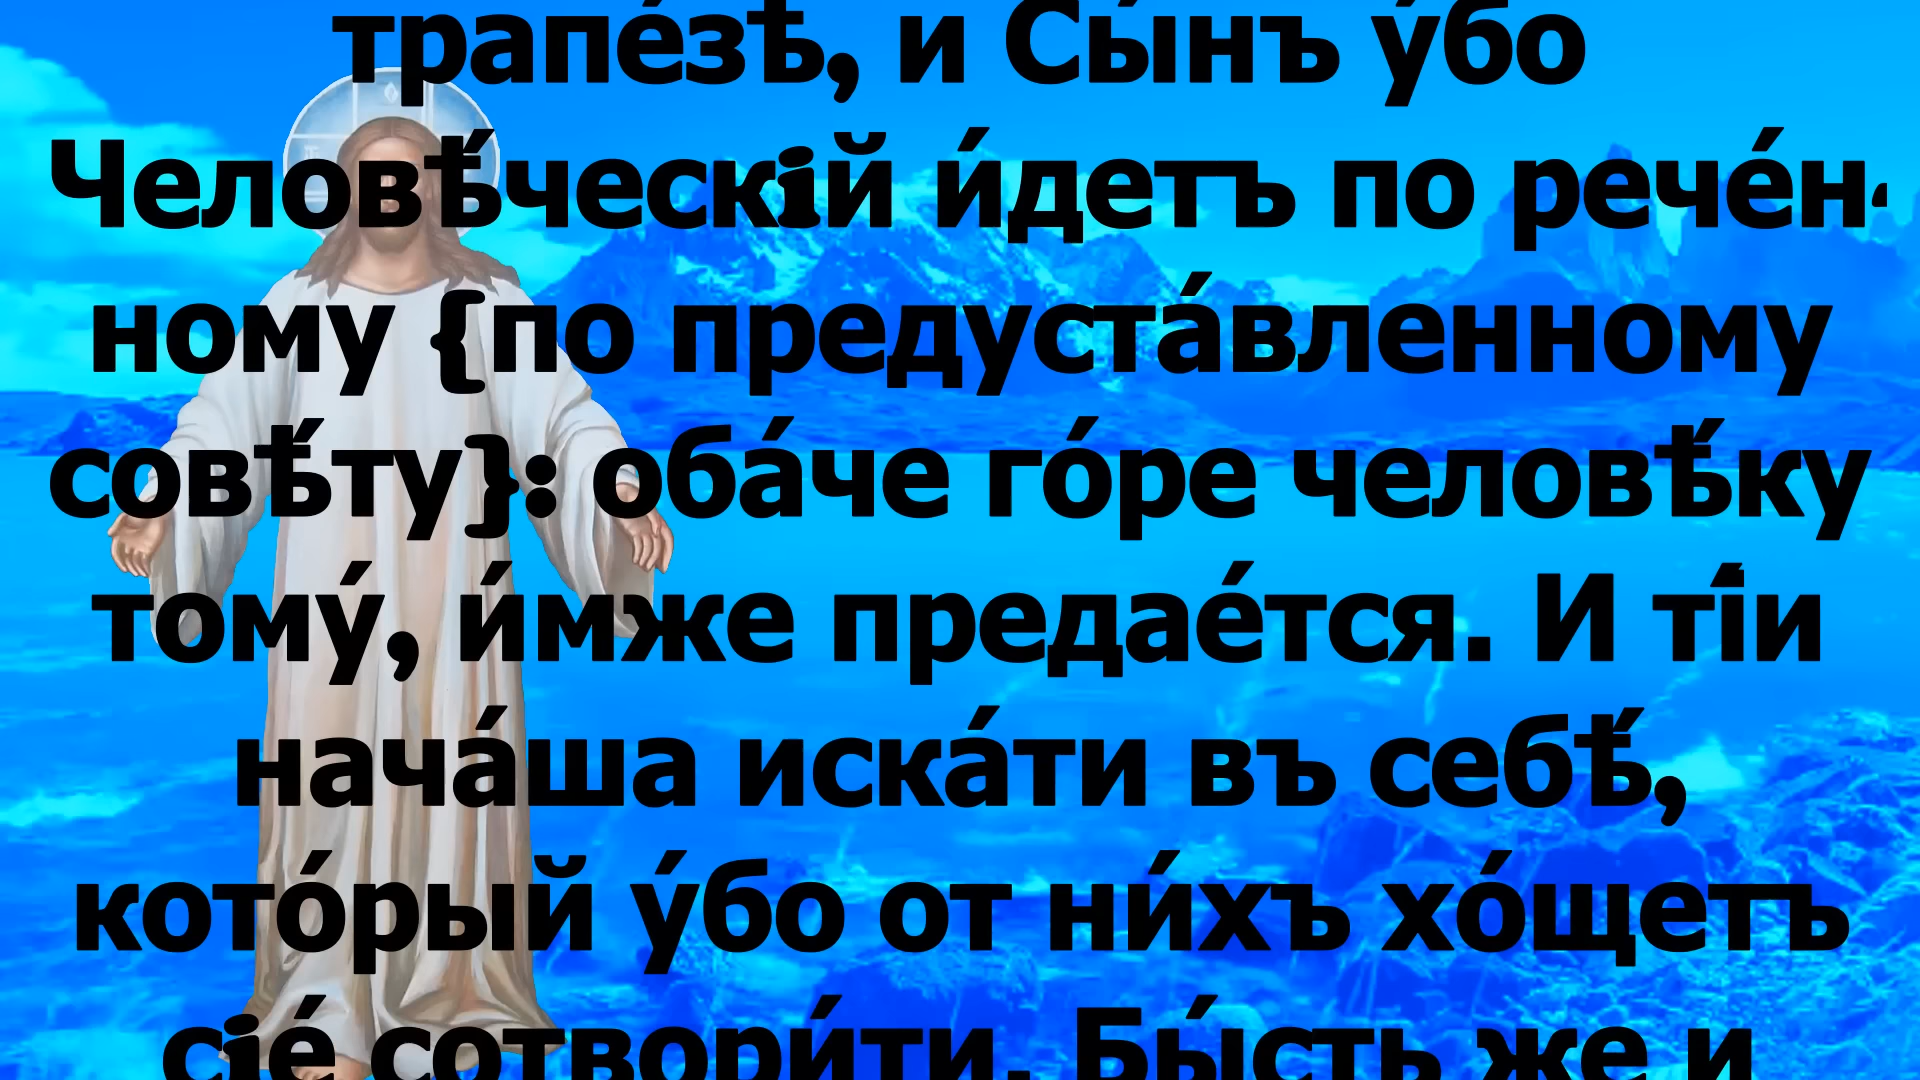 трапе́зѣ, и Сы́нъ у́бо
Человѣ́ческій и́детъ по рече́н-
ному {по предуста́вленному
совѣ́ту}: оба́че го́ре человѣ́ку
тому́, и́мже предае́тся. И ті́и
нача́ша иска́ти въ себѣ́,
кото́рый у́бо от ни́хъ хо́щетъ
сіе́ сотвори́ти. Бы́сть же и